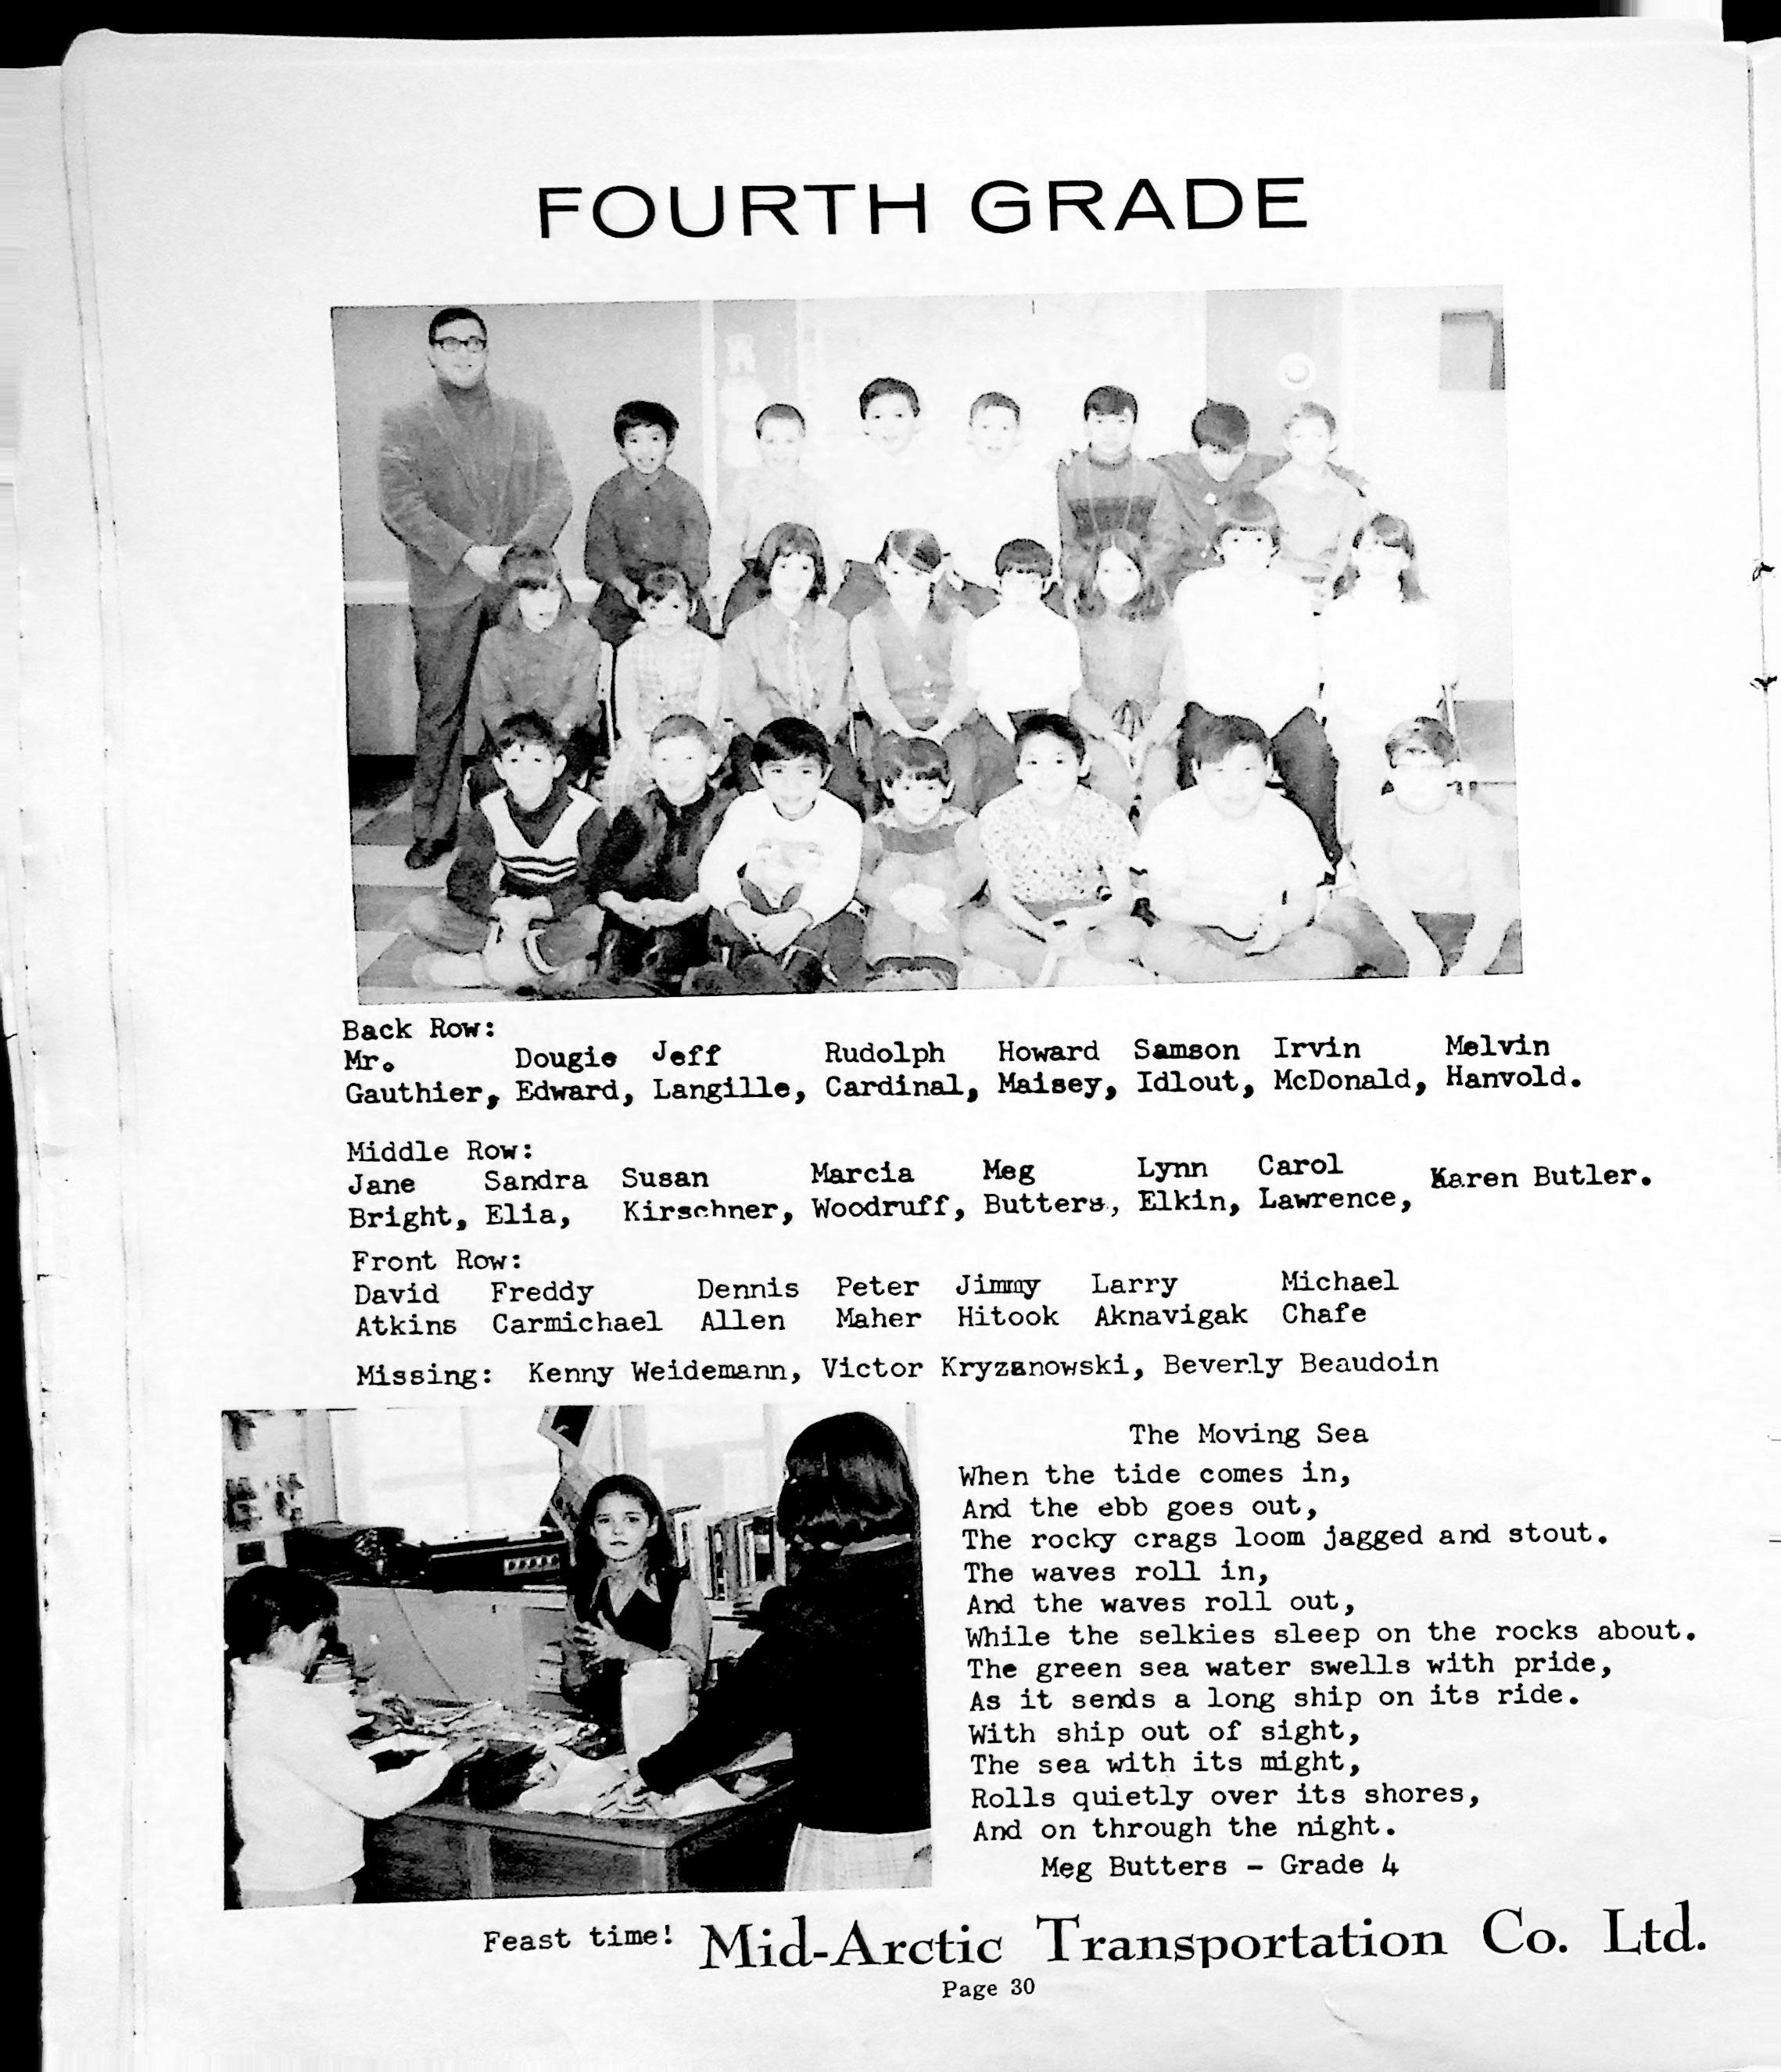 FOURTH GRADE
Back Row:
Mr. Dougie Jeff Rudolph Howard Samson Irvin Melvin
Gauthier, Edward, Langille, Cardinal, Maisey, Idlout, McDonald, Hanvold.
Middle Row:
Jane Sandra Susan Marcia Meg Lynn Carol Karen Butler.
Bright, Elia, Kirschner, Woodruff, Butters, Elkin, Lawrence,
Front Row:
David Freddy Dennis Peter Jimmy Larry Michael
Atkins Carmichael Allen Maher Hitook Aknavigak Chafe
Missing: Kenny Weidemann, Victor Kryzanowski, Beverly Beaudoin
The Moving Sea
When the tide comes in,
And the ebb goes out,
The rocky crags loom jagged and stout.
The waves roll in,
And the waves roll out,
While the selkies sleep on the rocks about.
The green sea water swells with pride,
As it sends a long ship on its ride.
With ship out of sight,
The sea with its might,
Rolls quietly over its shores,
And on through the night.
Meg Butters - Grade 4
Feast time!
Mid-Arctic Transportation Co. Ltd.
Page 30